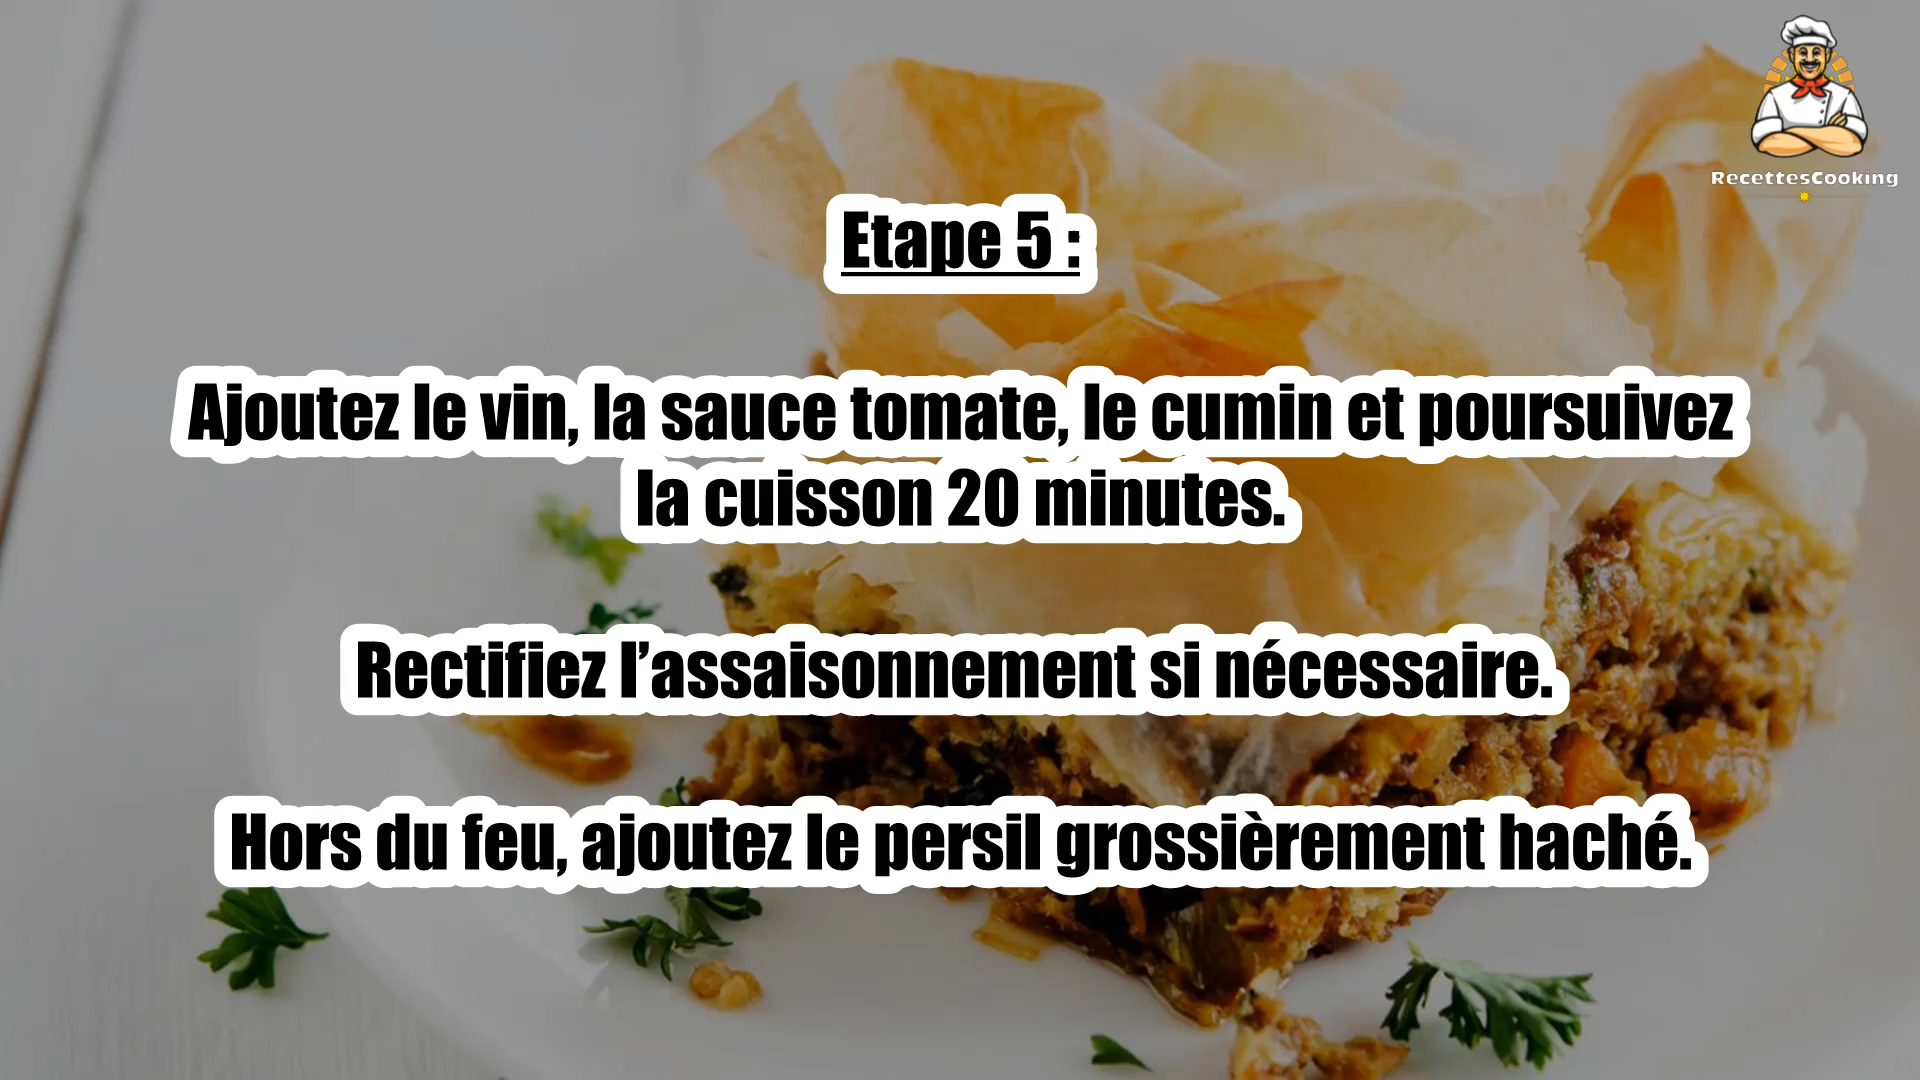 RecettesCooking
Etape 5 :
Ajoutez le vin, la sauce tomate, le cumin et poursuivez
la cuisson 20 minutes.
Rectifiez l’assaisonnement si nécessaire.
Hors du feu, ajoutez le persil grossièrement haché.